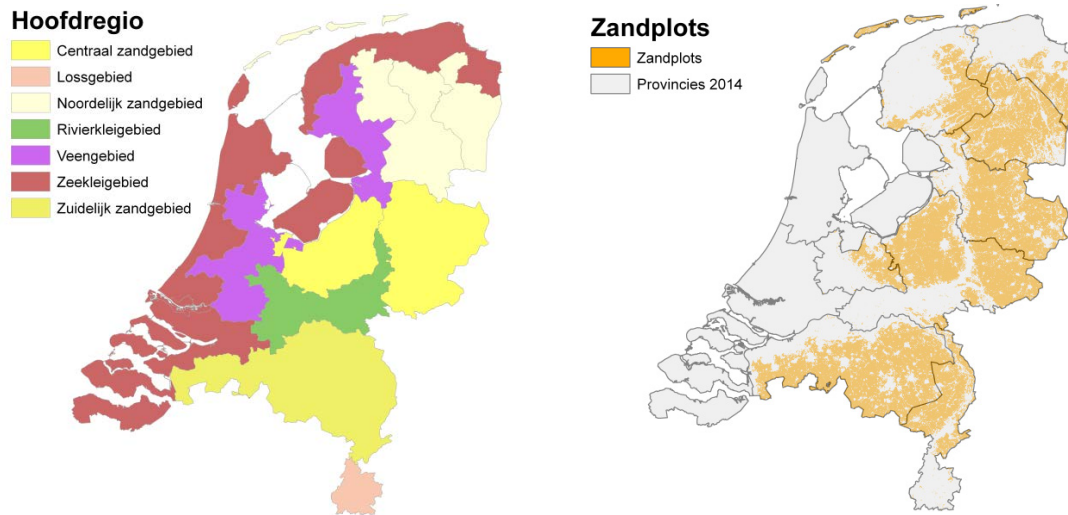 Hoofdregio
Centraal zandgebied
Lossgebied
Noordelijk zandgebied
Rivierkleigebied
Veengebied
Zeekleigebied
Zuidelijk zandgebied
Zandplots
Zandplots
Provincies 2014